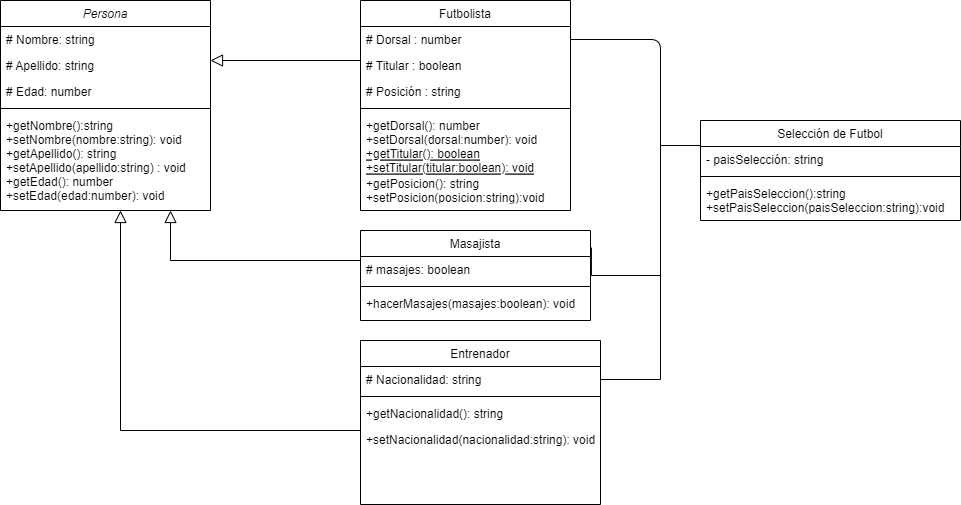 Persona
# Nombre: string
# Apellido: string
# Edad: number
+getNombre():string
+setNombre(nombre:string): void
+getApellido(): string
+setApellido(apellido:string) : void
+getEdad(): number
+setEdad(edad:number): void
Futbolista
# Dorsal : number
# Titular : boolean
# Posición : string
+getDorsal(): number
+setDorsal(dorsal:number): void
+getTitular(): boolean
+setTitular(titular:boolean): void
+getPosicion(): string
+setPosicion(posicion:string):void
Masajista
# masajes: boolean
+hacerMasajes(masajes:boolean): void
Entrenador
# Nacionalidad: string
+getNacionalidad(): string
+setNacionalidad(nacionalidad:string): void
Selección de Futbol
- paisSelección: string
+getPaisSeleccion():string
+setPaisSeleccion(paisSeleccion:string):void